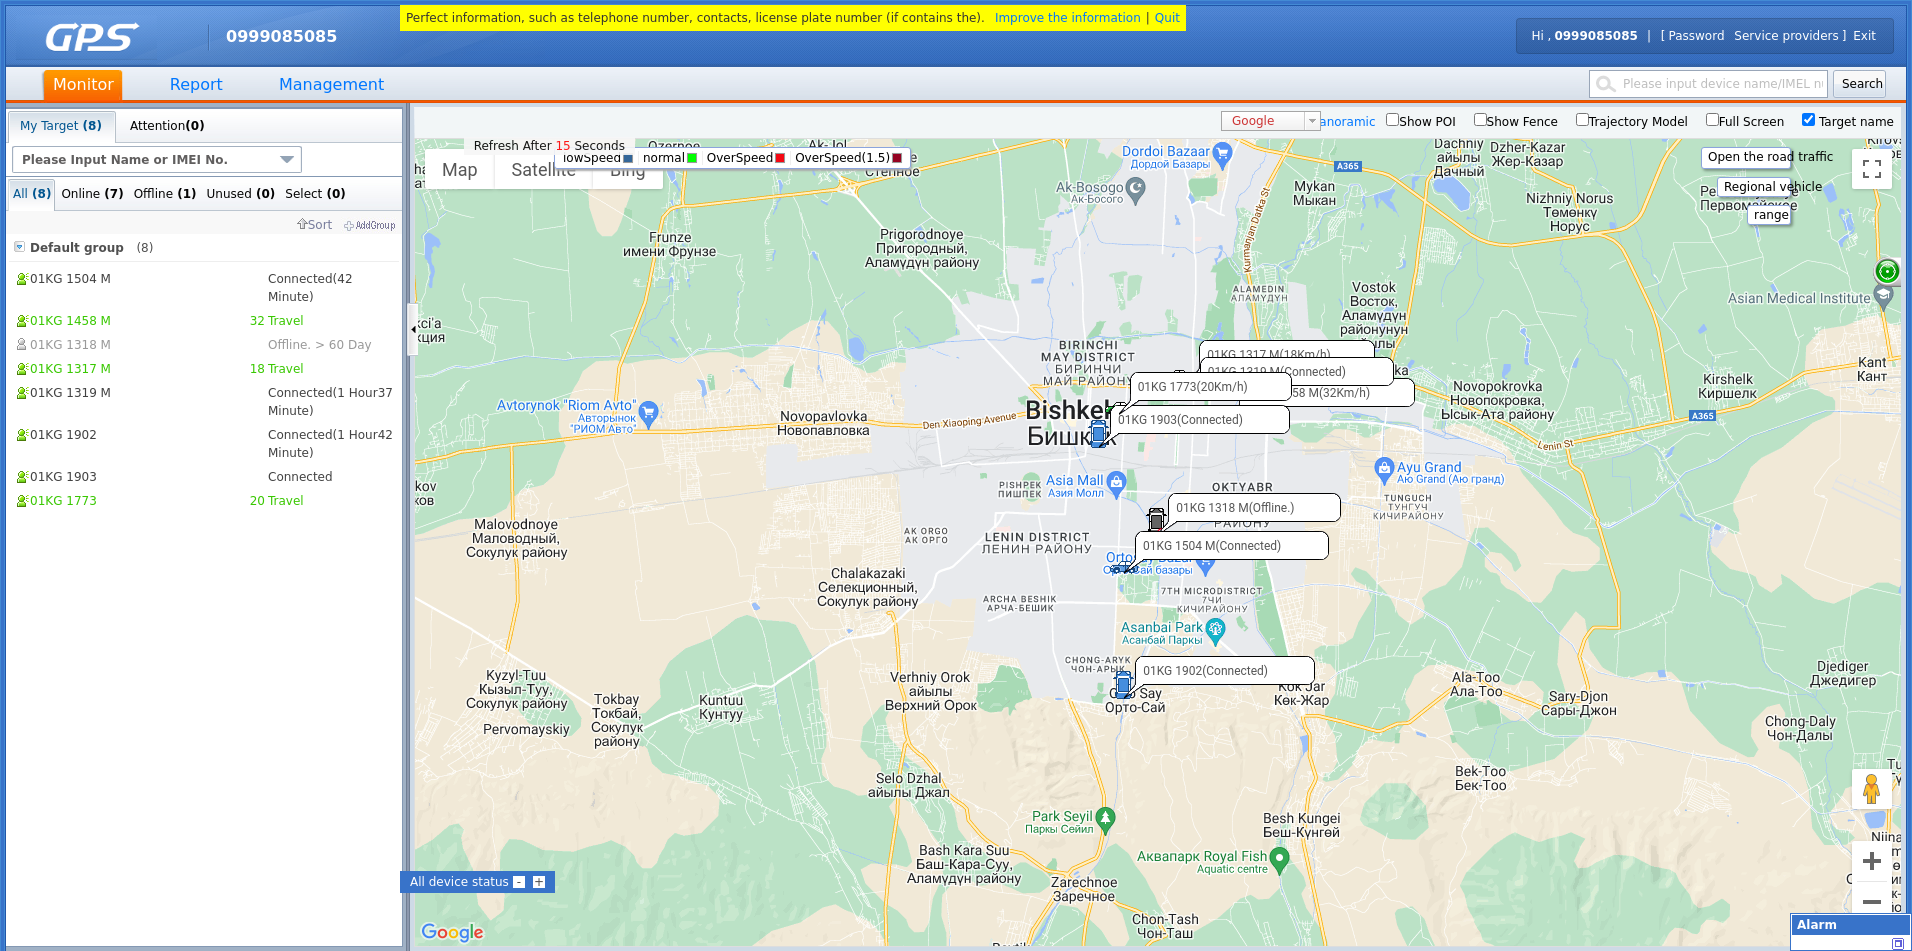 Perfect information, such as telephone number, contacts, license plate number (if contains the). Improve the information | Quit
GPS 0999085085
Hi , 0999085085 | [ Password Service providers ] Exit
Monitor Report Management
Please input device name/IMEL nu Search
My Target (8) Attention(0)
Please Input Name or IMEI No.
All (8) Online (7) Offline (1) Unused (0) Select (0)
Sort AddGroup
Default group (8)
01KG 1504 M Connected(42
Minute)
01KG 1458 M 32 Travel
01KG 1318 M Offline. > 60 Day
01KG 1317 M 18 Travel
01KG 1319 M Connected(1 Hour37
Minute)
01KG 1902 Connected(1 Hour42
Minute)
01KG 1903 Connected
01KG 1773 20 Travel
All device status - +
Google anoramic Show POI Show Fence Trajectory Model Full Screen Target name
Refresh After 15 Seconds
lowSpeed normal OverSpeed OverSpeed(1.5)
Map Satellite Bing
Open the road traffic
Regional vehicle
range
Dordoi Bazaar
Дордой Базары
A365
Dachniy
айылы
Дачный
Dzher-Kazar
Жер-Казар
Ak-Bosogo
Ак-Босого
Mykan
Мыкан
Nizhniy Norus
Төмөнкү
Норус
Kurmanjan Datka St
Frunze
имени Фрунзе
Prigorodnoye
Пригородный,
Аламүдүн району
ALAMEDIN
АЛАМУДУН
Vostok
Восток,
Аламүдүн
районунун
Asian Medical Institute
BIRINCHI
MAY DISTRICT
БИРИНЧИ
МАЙ РАЙОНУ
01KG 1317 M(18Km/h)
01KG 1319 M(Connected)
01KG 1773(20Km/h)
58 M(32Km/h)
01KG 1903(Connected)
Bishkek
Бишкек
Kant
Кант
Kirshelk
Киршелк
A365
Novopokrovka
Новопокровка,
Ысык-Ата району
Lenin St
Avtorynok "Riom Avto"
Авторынок
"РИОМ Авто"
Novopavlovka
Новопавловка
Den Xiaoping Avenue
PISHPEK
ПИШПЕК
Asia Mall
Азия Молл
OKTYABR
РАЙОНУ
Ayu Grand
Аю Grand (Аю гранд)
TUNGUCH
ТУНГУЧ
КИЧИРАЙОНУ
01KG 1318 M(Offline.)
01KG 1504 M(Connected)
Malovodnoye
Маловодный,
Сокулук району
AK ORGO
АК ОРГО
LENIN DISTRICT
ЛЕНИН РАЙОНУ
Chalakazaki
Селекционный,
Сокулук району
ARCHA BESHIK
АРЧА-БЕШИК
7TH MICRODISTRICT
7ЧИ
КИЧИРАЙОНУ
Asanbai Park
Асанбай Паркы
CHONG-ARYK
ЧОН-АРЫК
01KG 1902(Connected)
Orto Say
Орто-Сай
Kok Jar
Көк-Жар
Kyzyl-Tuu
Кызыл-Туу,
Сокулук району
Pervomayskiy
Tokbay
Токбай,
Сокулук
району
Kuntuu
Кунтуу
Verhniy Orok
айылы
Верхний Орок
Ala-Too
Ала-Тоо
Sary-Djon
Сары-Джон
Djediger
Джедигер
Chong-Daly
Чон-Далы
Selo Dzhal
айылы Джал
Bek-Too
Бек-Тоо
Park Seyil
Паркы Сейил
Besh Kungei
Беш-Күнгөй
Bash Kara Suu
Баш-Кара-Суу,
Аламүдүн району
Аквапарк Royal Fish
Aquatic centre
Zarechnoe
Заречное
Chon-Tash
Чон-Таш
Google
Alarm